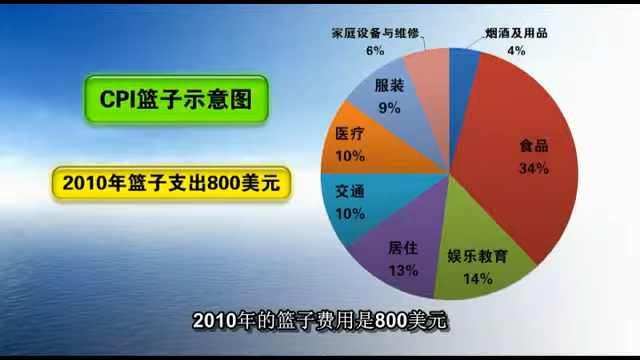 CPI篮子示意图
2010年篮子支出800美元
家庭设备与维修
6%
烟酒及用品
4%
服装
9%
食品
34%
医疗
10%
交通
10%
居住
13%
娱乐教育
14%
2010年的篮子费用是800美元